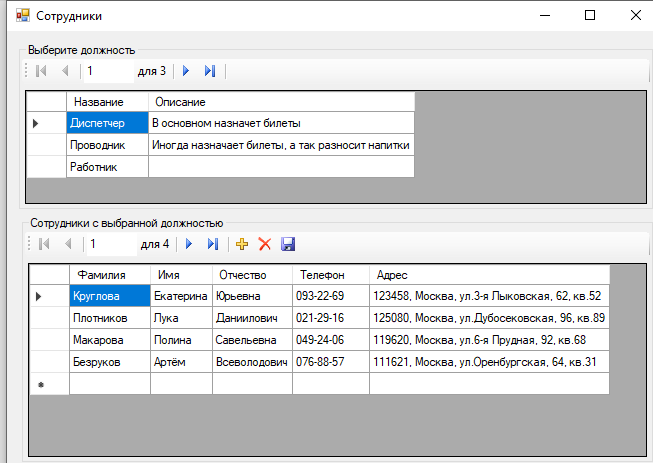 Сотрудники
Выберите должность
1 для 3
Название Описание
Диспетчер В основном назначет билеты
Проводник Иногда назначает билеты, а так разносит напитки
Работник
Сотрудники с выбранной должностью
1 для 4
Фамилия Имя Отчество Телефон Адрес
Круглова Екатерина Юрьевна 093-22-69 123458, Москва, ул.3-я Лыковская, 62, кв.52
Плотников Лука Даниилович 021-29-16 125080, Москва, ул.Дубосековская, 96, кв.89
Макарова Полина Савельевна 049-24-06 119620, Москва, ул.6-я Прудная, 92, кв.68
Безруков Артём Всеволодович 076-88-57 111621, Москва, ул.Оренбургская, 64, кв.31